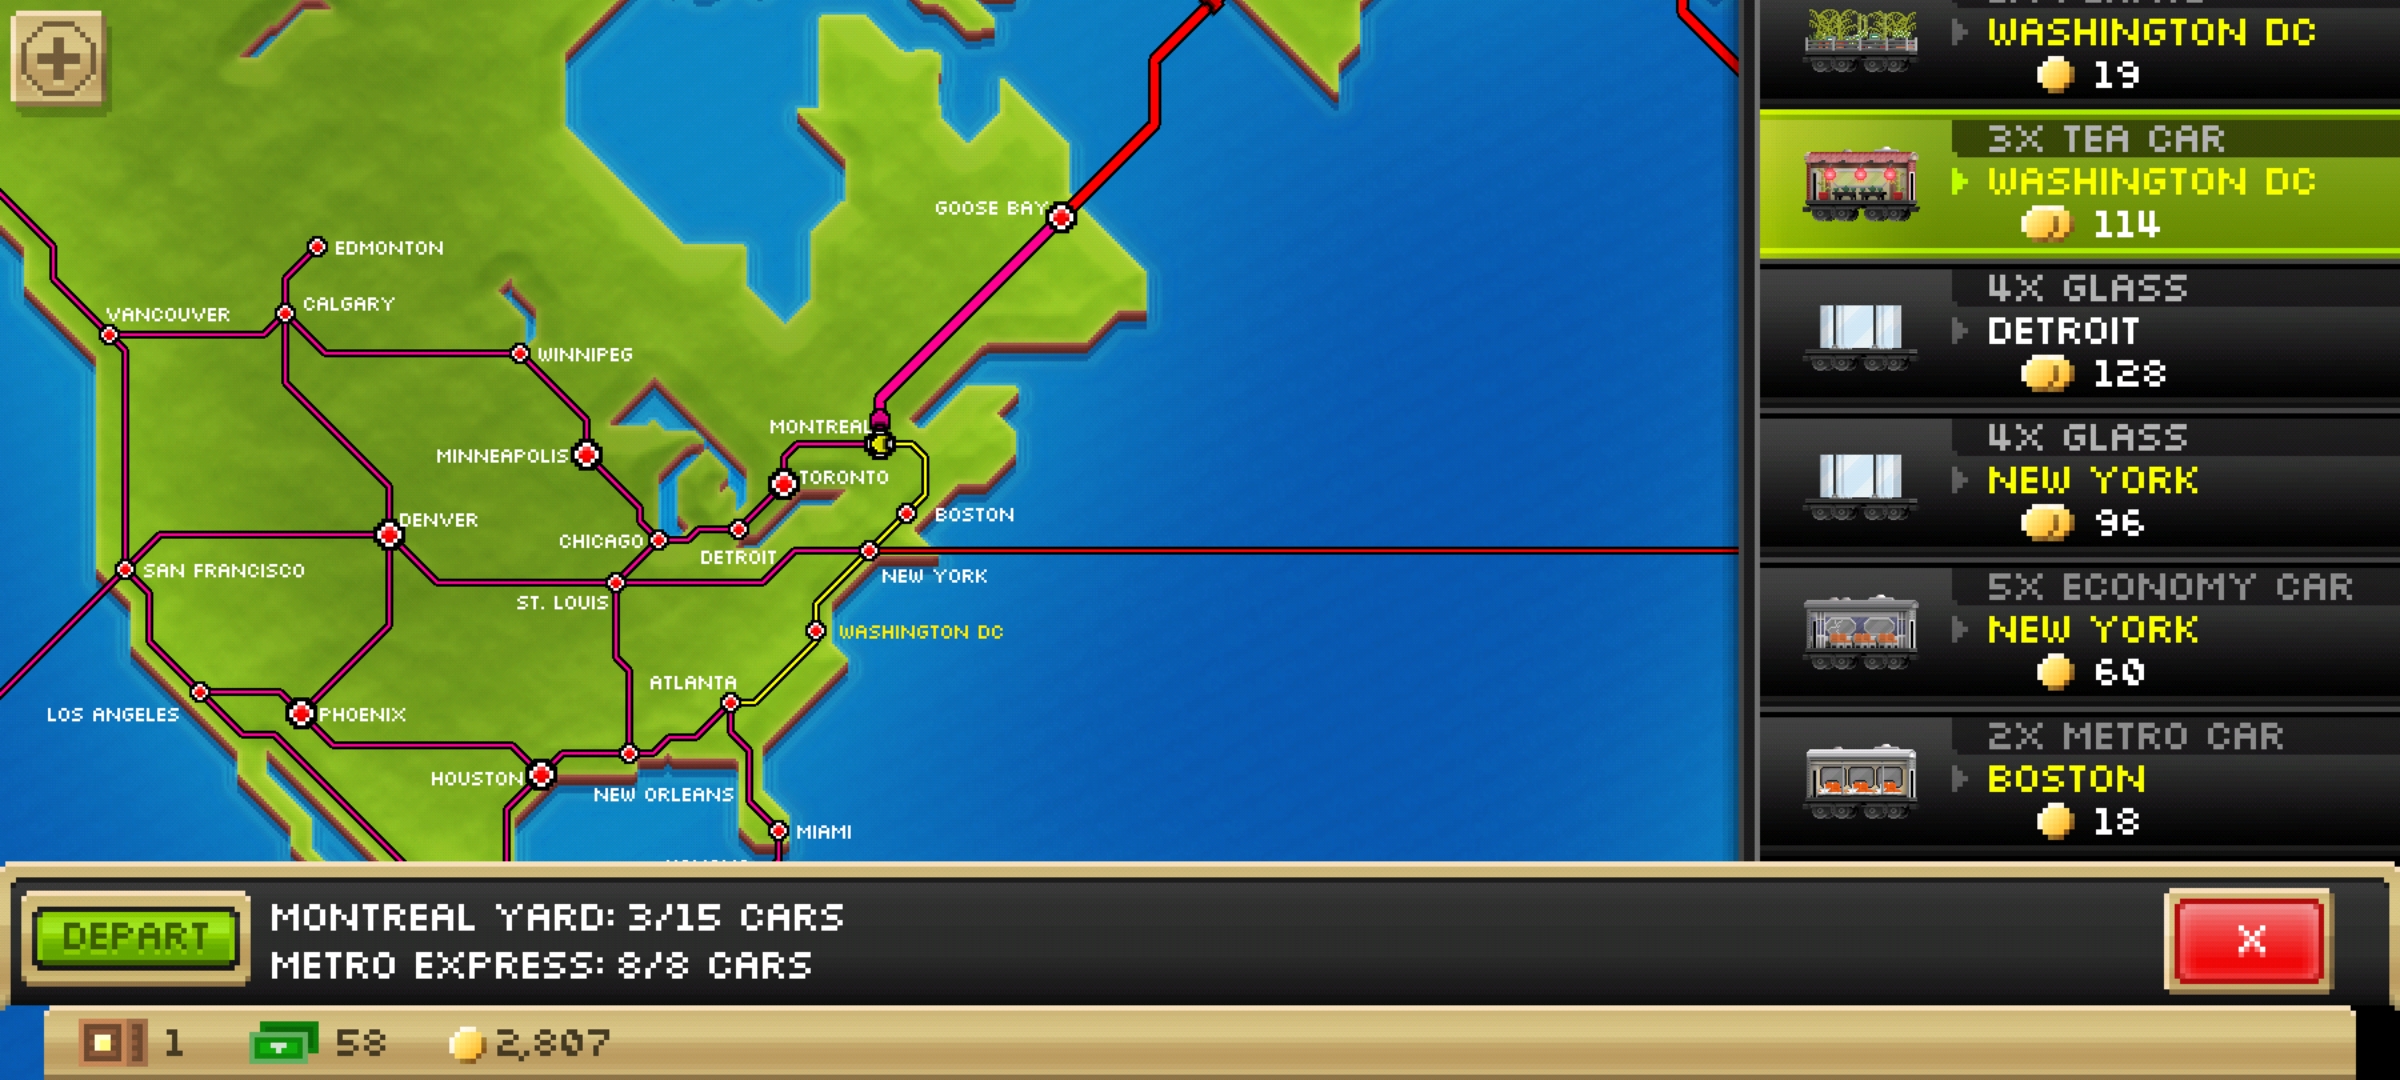 WASHINGTON DC
19
3X TEA CAR
WASHINGTON DC
114
4X GLASS
DETROIT
128
4X GLASS
NEW YORK
96
5X ECONOMY CAR
NEW YORK
60
2X METRO CAR
BOSTON
18
GOOSE BAY
EDMONTON
CALGARY
VANCOUVER
WINNIPEG
MONTREAL
MINNEAPOLIS
TORONTO
DENVER
BOSTON
CHICAGO
DETROIT
SAN FRANCISCO
NEW YORK
ST. LOUIS
WASHINGTON DC
ATLANTA
LOS ANGELES
PHOENIX
HOUSTON
NEW ORLEANS
MIAMI
DEPART
MONTREAL YARD: 3/15 CARS
METRO EXPRESS: 8/8 CARS
X
1
58
2,807